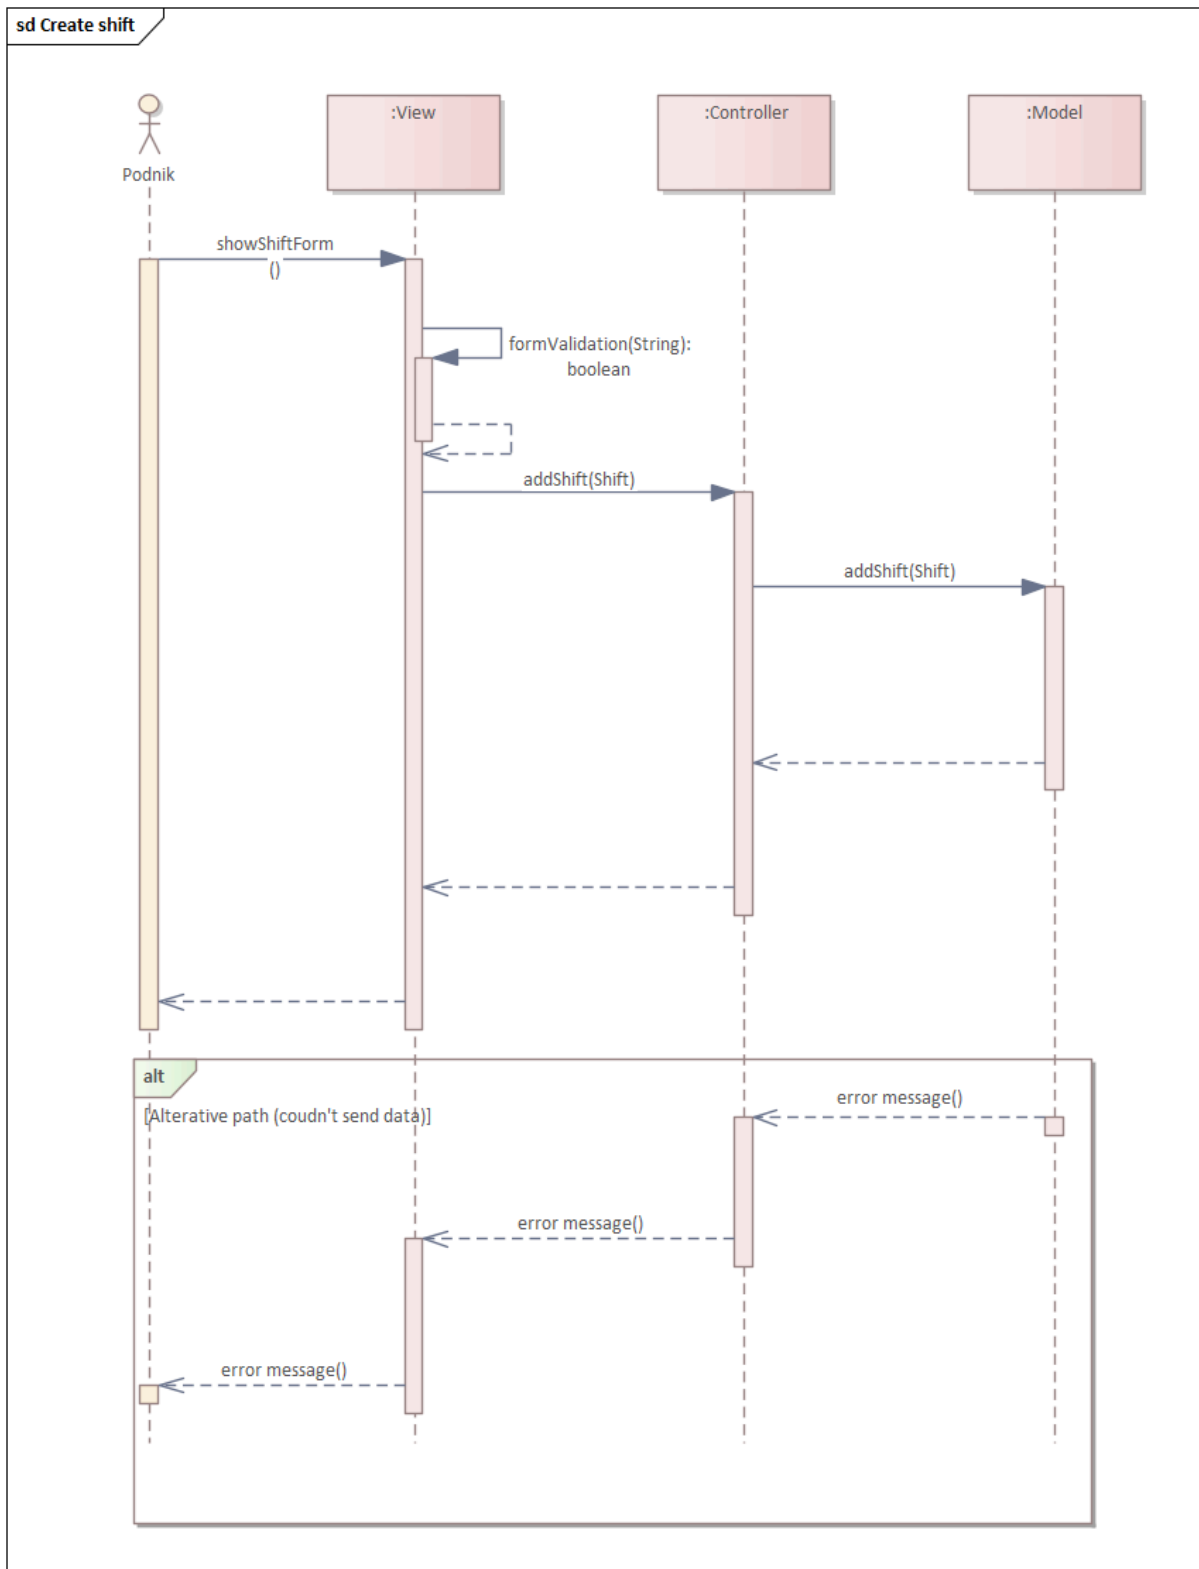 sd Create shift
Podnik
:View
:Controller
:Model
showShiftForm
()
formValidation(String):
boolean
addShift(Shift)
addShift(Shift)
alt
[Alterative path (coudn't send data)]
error message()
error message()
error message()